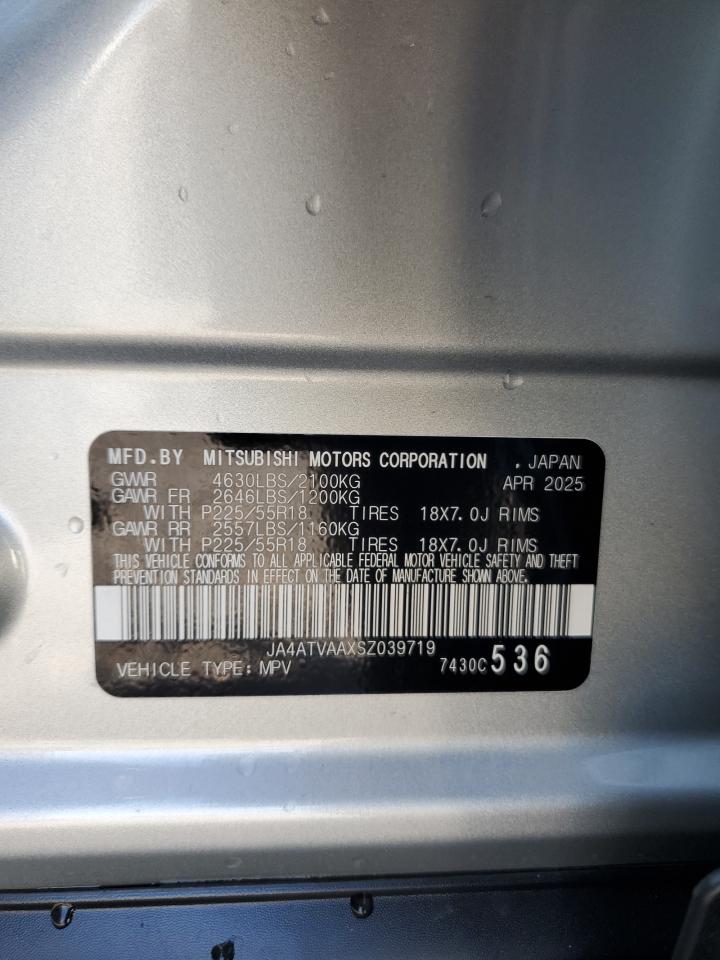 MFD.BY MITSUBISHI MOTORS CORPORATION , JAPAN
GVWR 4630LBS/2100KG APR 2025
GAWR FR 2646LBS/1200KG
WITH P225/55R18 TIRES 18X7.0J RIMS
GAWR RR 2557LBS/1160KG
WITH P225/55R18 TIRES 18X7.0J RIMS
THIS VEHICLE CONFORMS TO ALL APPLICABLE FEDERAL MOTOR VEHICLE SAFETY AND THEFT
PREVENTION STANDARDS IN EFFECT ON THE DATE OF MANUFACTURE SHOWN ABOVE.
JA4ATVAAXSZ039719
VEHICLE TYPE: MPV 7430C 536